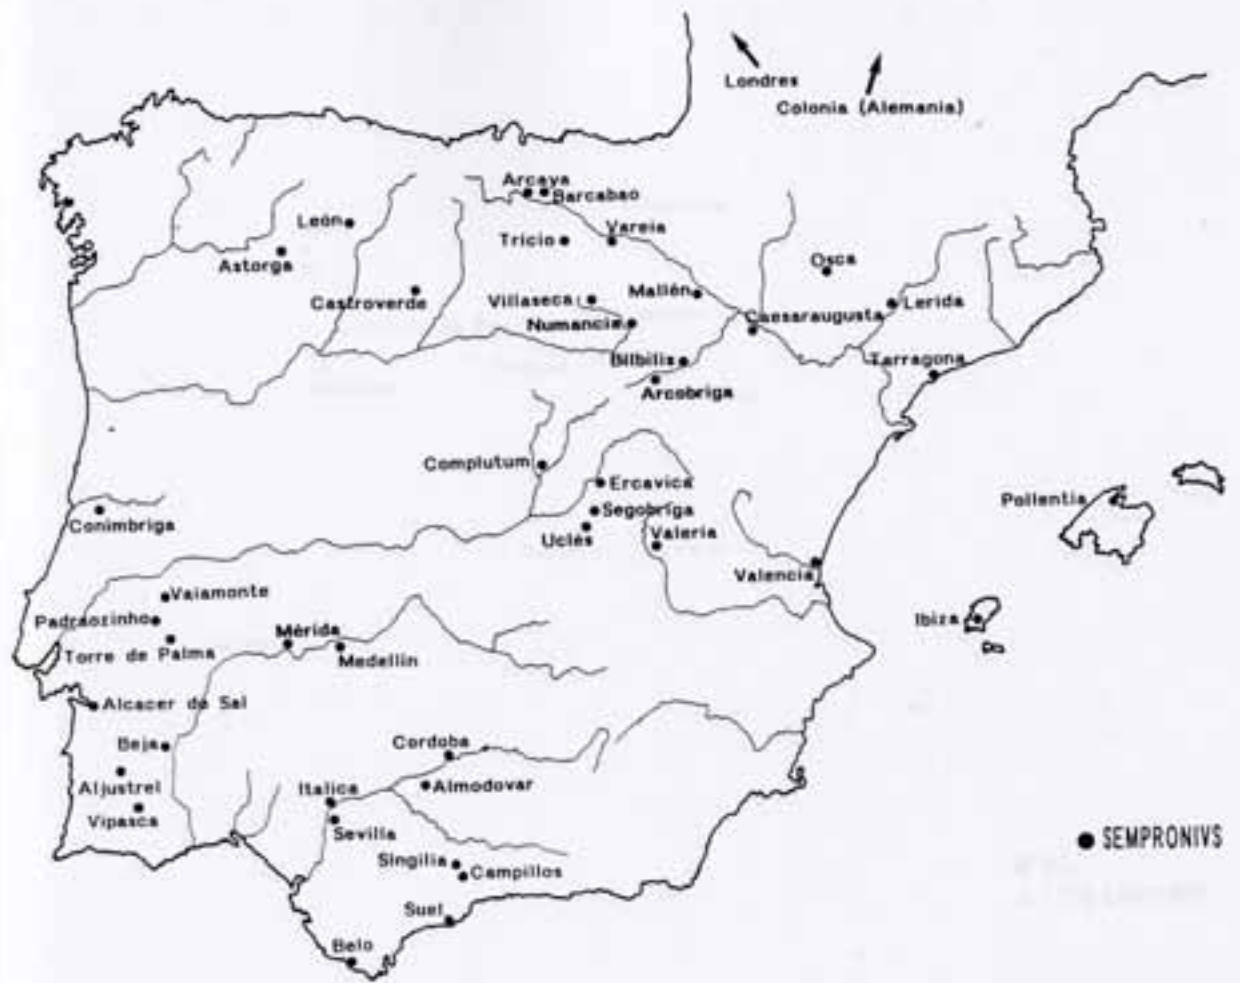 Londres
Colonia (Alemania)
Arcaya
Barcabao
León
Tricio
Vareia
Astorga
Osca
Castroverde
Villaseca
Mallén
Lerida
Numancia
Caesaraugusta
Bilbilis
Tarragona
Arcobriga
Complutum
Ercavica
Pollentia
Conimbriga
Segobriga
Uclés
Valeria
Valencia
Vaiamonte
Padraozinho
Ibiza
Torre de Palma
Mérida
Medellin
Alcacer do Sal
Beja
Cordoba
Aljustrel
Italica
Almodovar
Vipasca
Sevilla
SEMPRONIVS
Singilia
Campillos
Suel
Belo